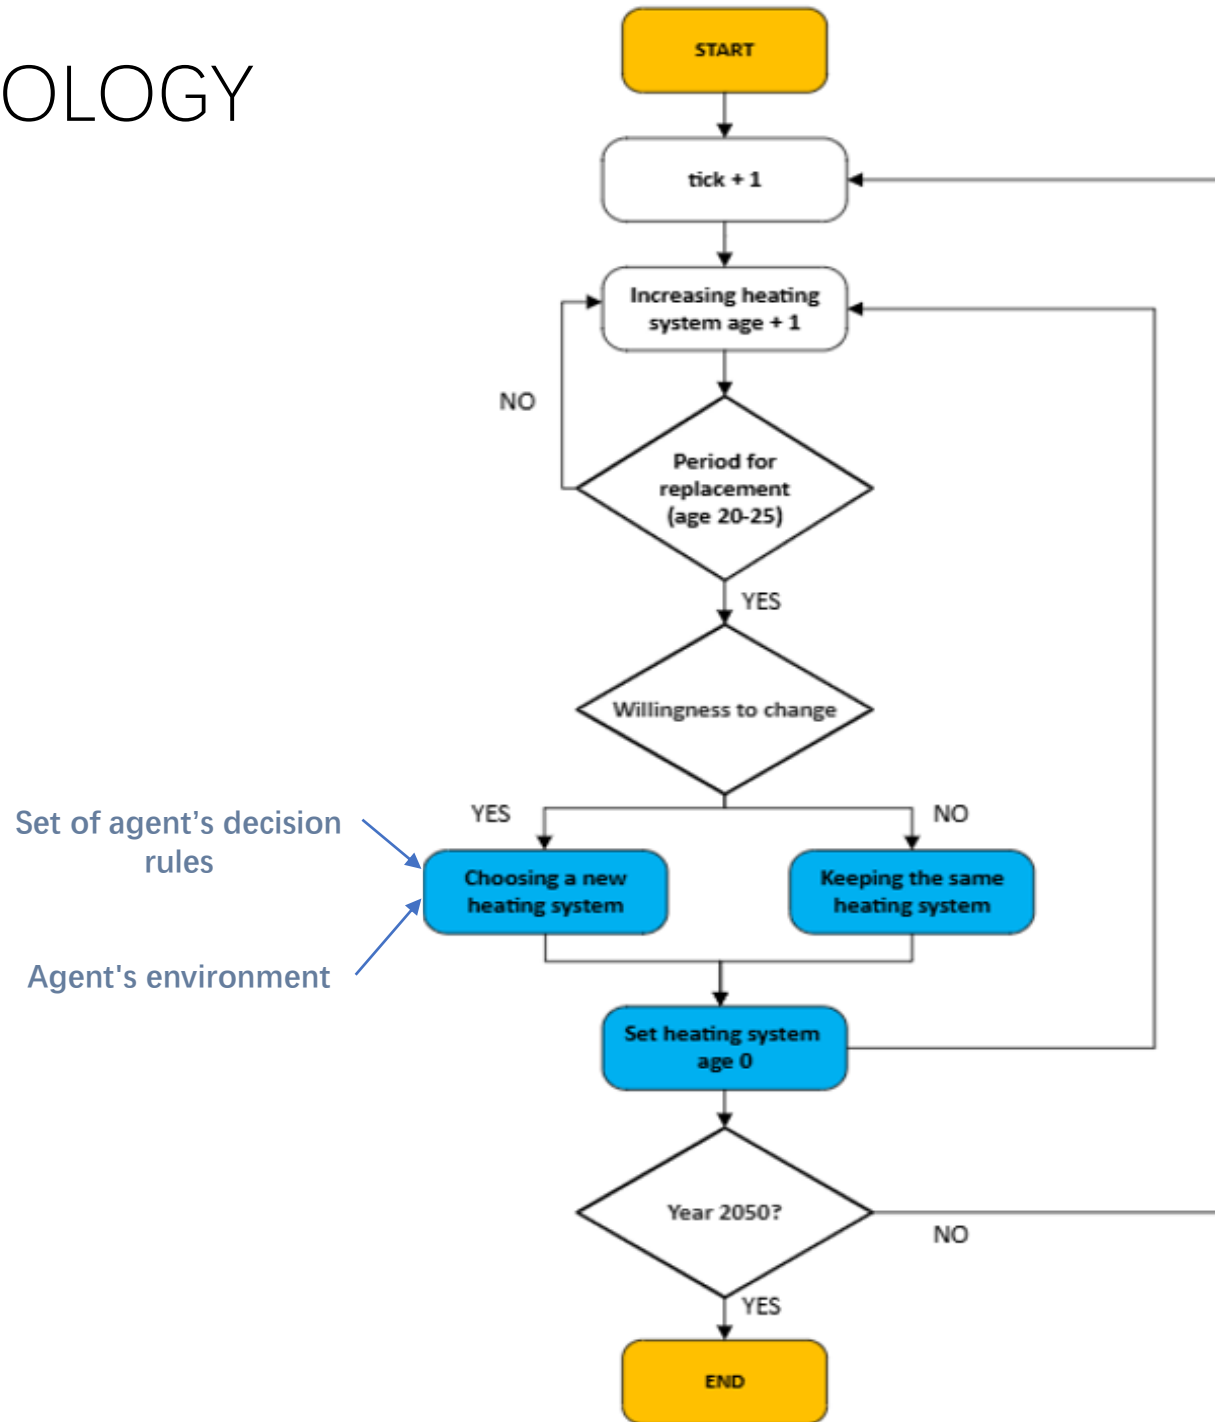 OLOGY
START
tick + 1
Increasing heating
system age + 1
NO
Period for
replacement
(age 20-25)
YES
Willingness to change
YES
NO
Set of agent’s decision
rules
Choosing a new
heating system
Keeping the same
heating system
Agent's environment
Set heating system
age 0
Year 2050?
NO
YES
END